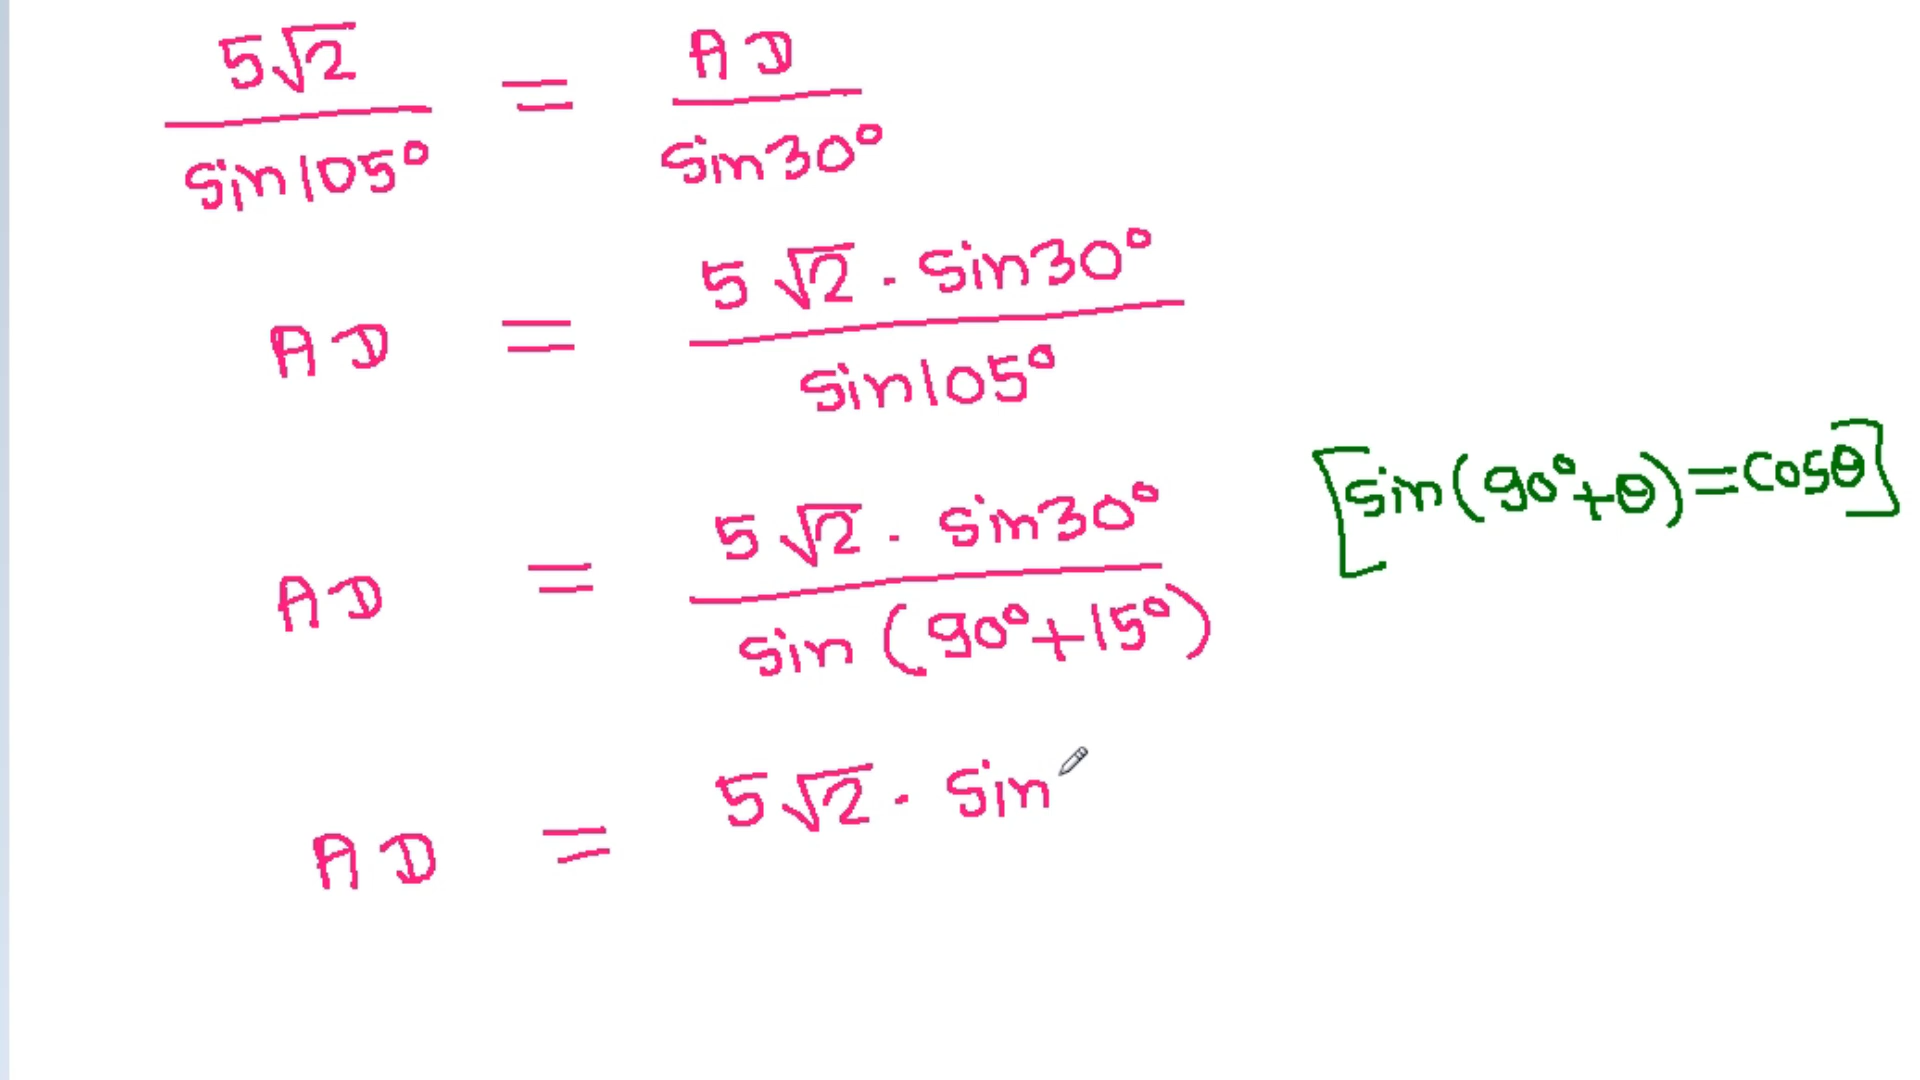 5√2 / sin105° = AD / sin30°
AD = 5√2 . sin30° / sin105°
[sin(90°+θ)=cosθ]
AD = 5√2 . sin30° / sin(90°+15°)
AD = 5√2 . sin